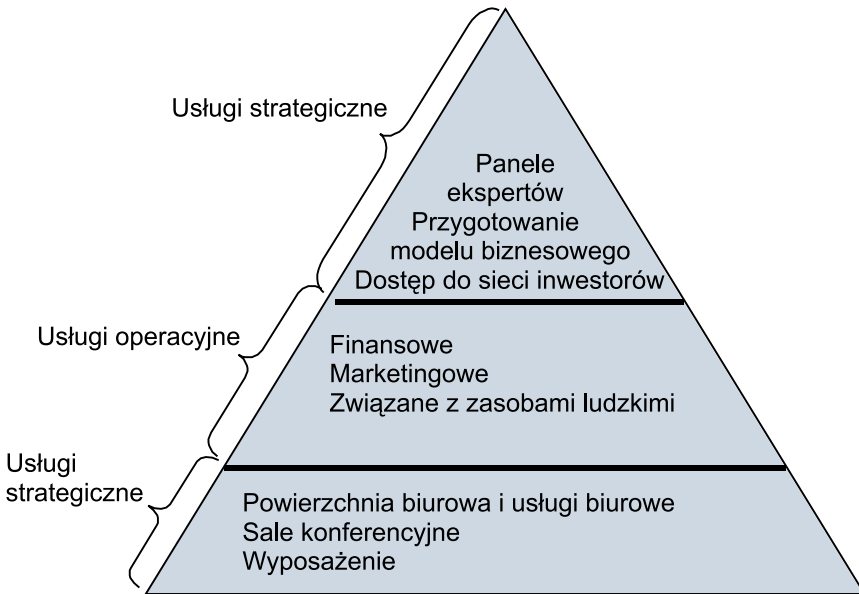 Usługi strategiczne
Panele
ekspertów
Przygotowanie
modelu biznesowego
Dostęp do sieci inwestorów
Usługi operacyjne
Finansowe
Marketingowe
Związane z zasobami ludzkimi
Usługi
strategiczne
Powierzchnia biurowa i usługi biurowe
Sale konferencyjne
Wyposażenie